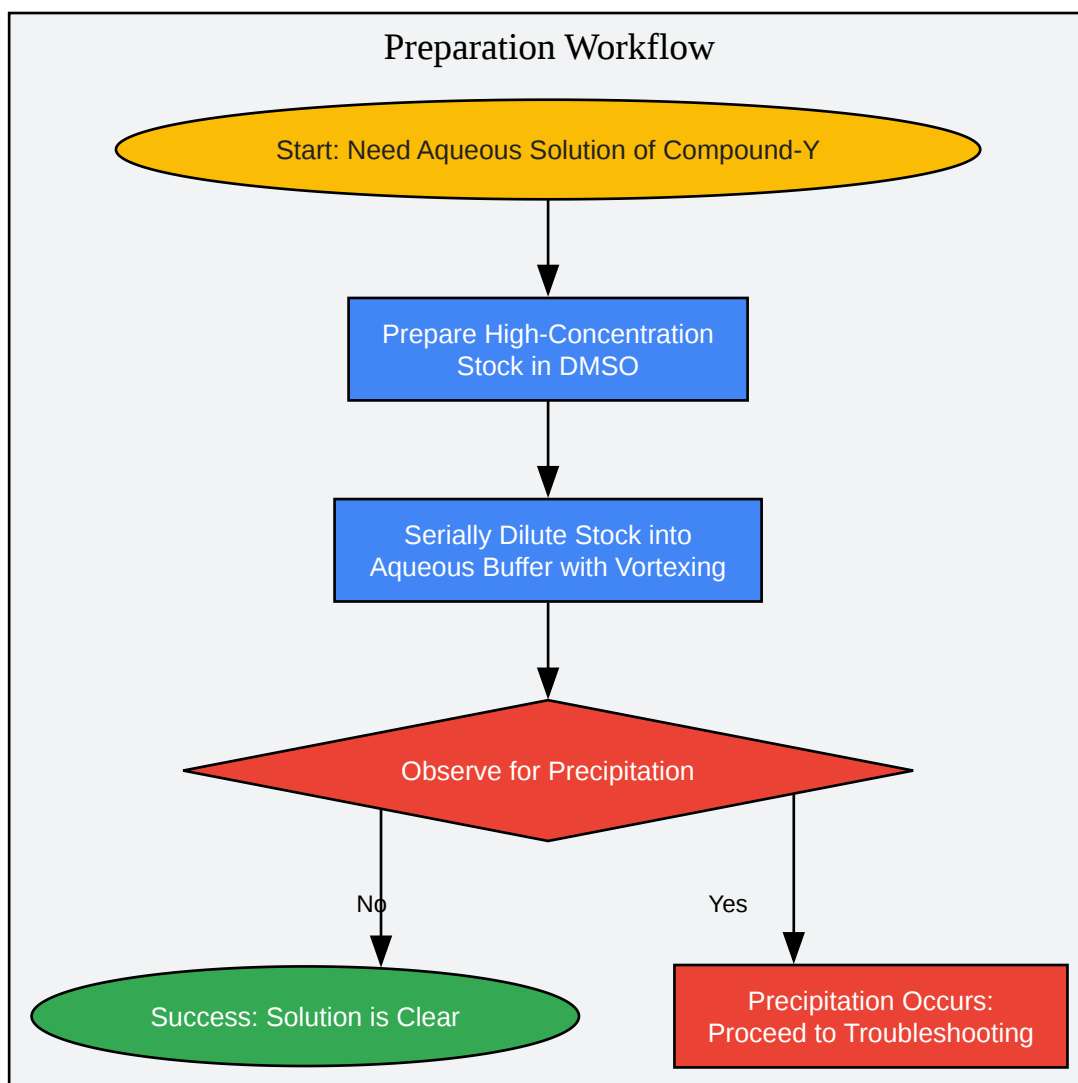 Preparation Workflow
Start: Need Aqueous Solution of Compound-Y
Prepare High-Concentration
Stock in DMSO
Serially Dilute Stock into
Aqueous Buffer with Vortexing
Observe for Precipitation
No
Yes
Success: Solution is Clear
Precipitation Occurs:
Proceed to Troubleshooting